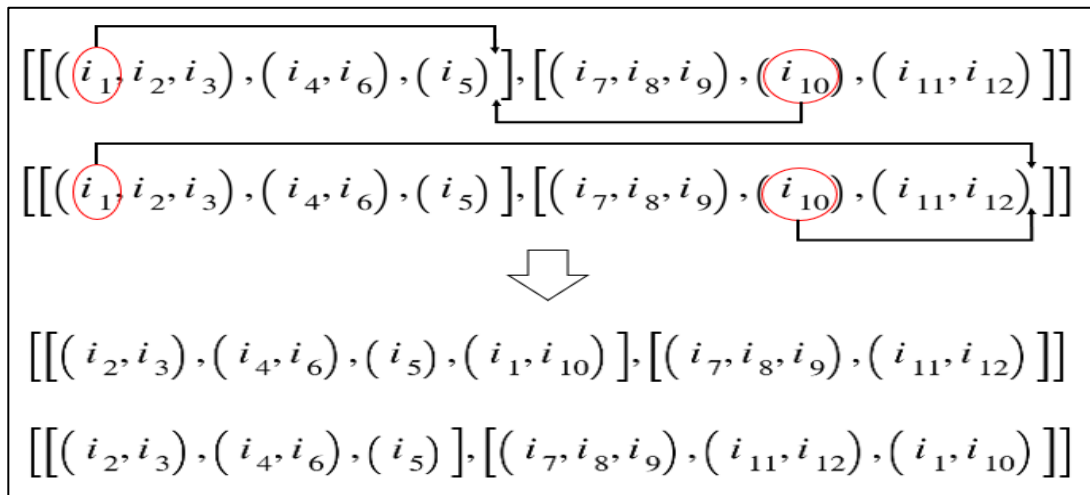 [[(i₁, i₂, i₃), (i₄, i₆), (i₅)], [(i₇, i₈, i₉), (i₁₀), (i₁₁, i₁₂)]]
[[(i₁, i₂, i₃), (i₄, i₆), (i₅)], [(i₇, i₈, i₉), (i₁₀), (i₁₁, i₁₂)]]
[[(i₂, i₃), (i₄, i₆), (i₅), (i₁, i₁₀)], [(i₇, i₈, i₉), (i₁₁, i₁₂)]]
[[(i₂, i₃), (i₄, i₆), (i₅)], [(i₇, i₈, i₉), (i₁₁, i₁₂), (i₁, i₁₀)]]